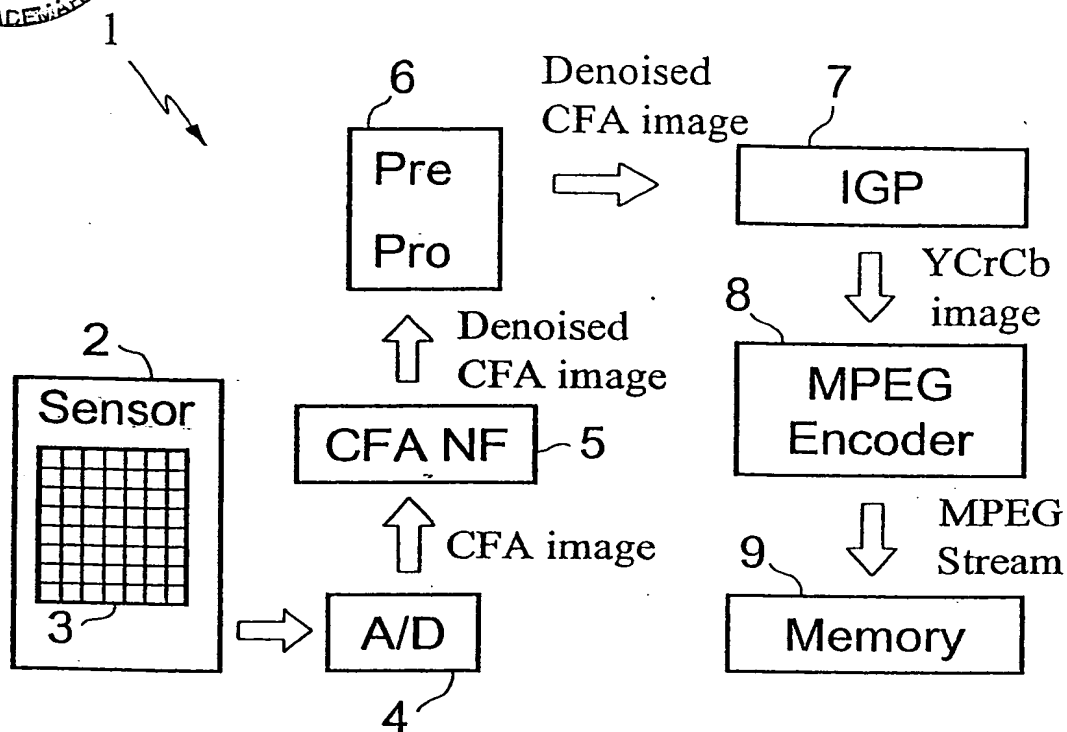 1
2
Sensor
3
A/D
4
CFA image
CFA NF
5
Denoised
CFA image
6
Pre
Pro
Denoised
CFA image
7
IGP
YCrCb
image
8
MPEG
Encoder
MPEG
Stream
9
Memory